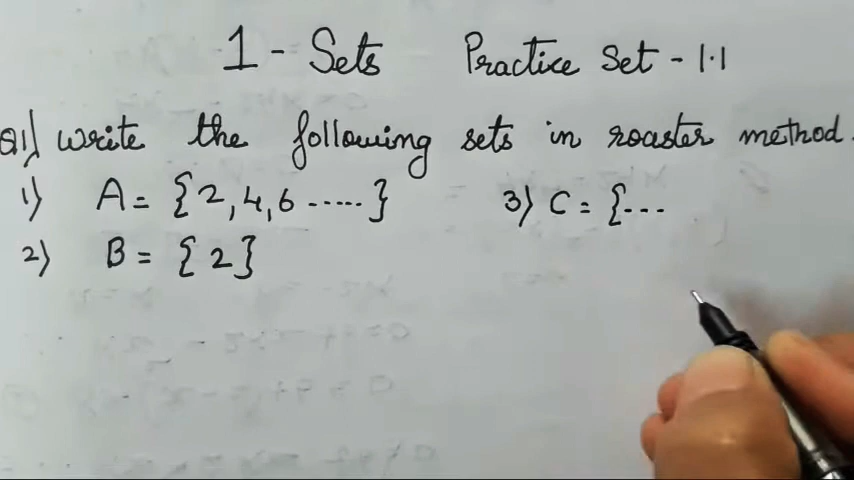 1 - Sets Practice Set - 1.1
Q1) Write the following sets in roaster method.
1) A = {2, 4, 6 .....}
3) C = {...
2) B = {2}